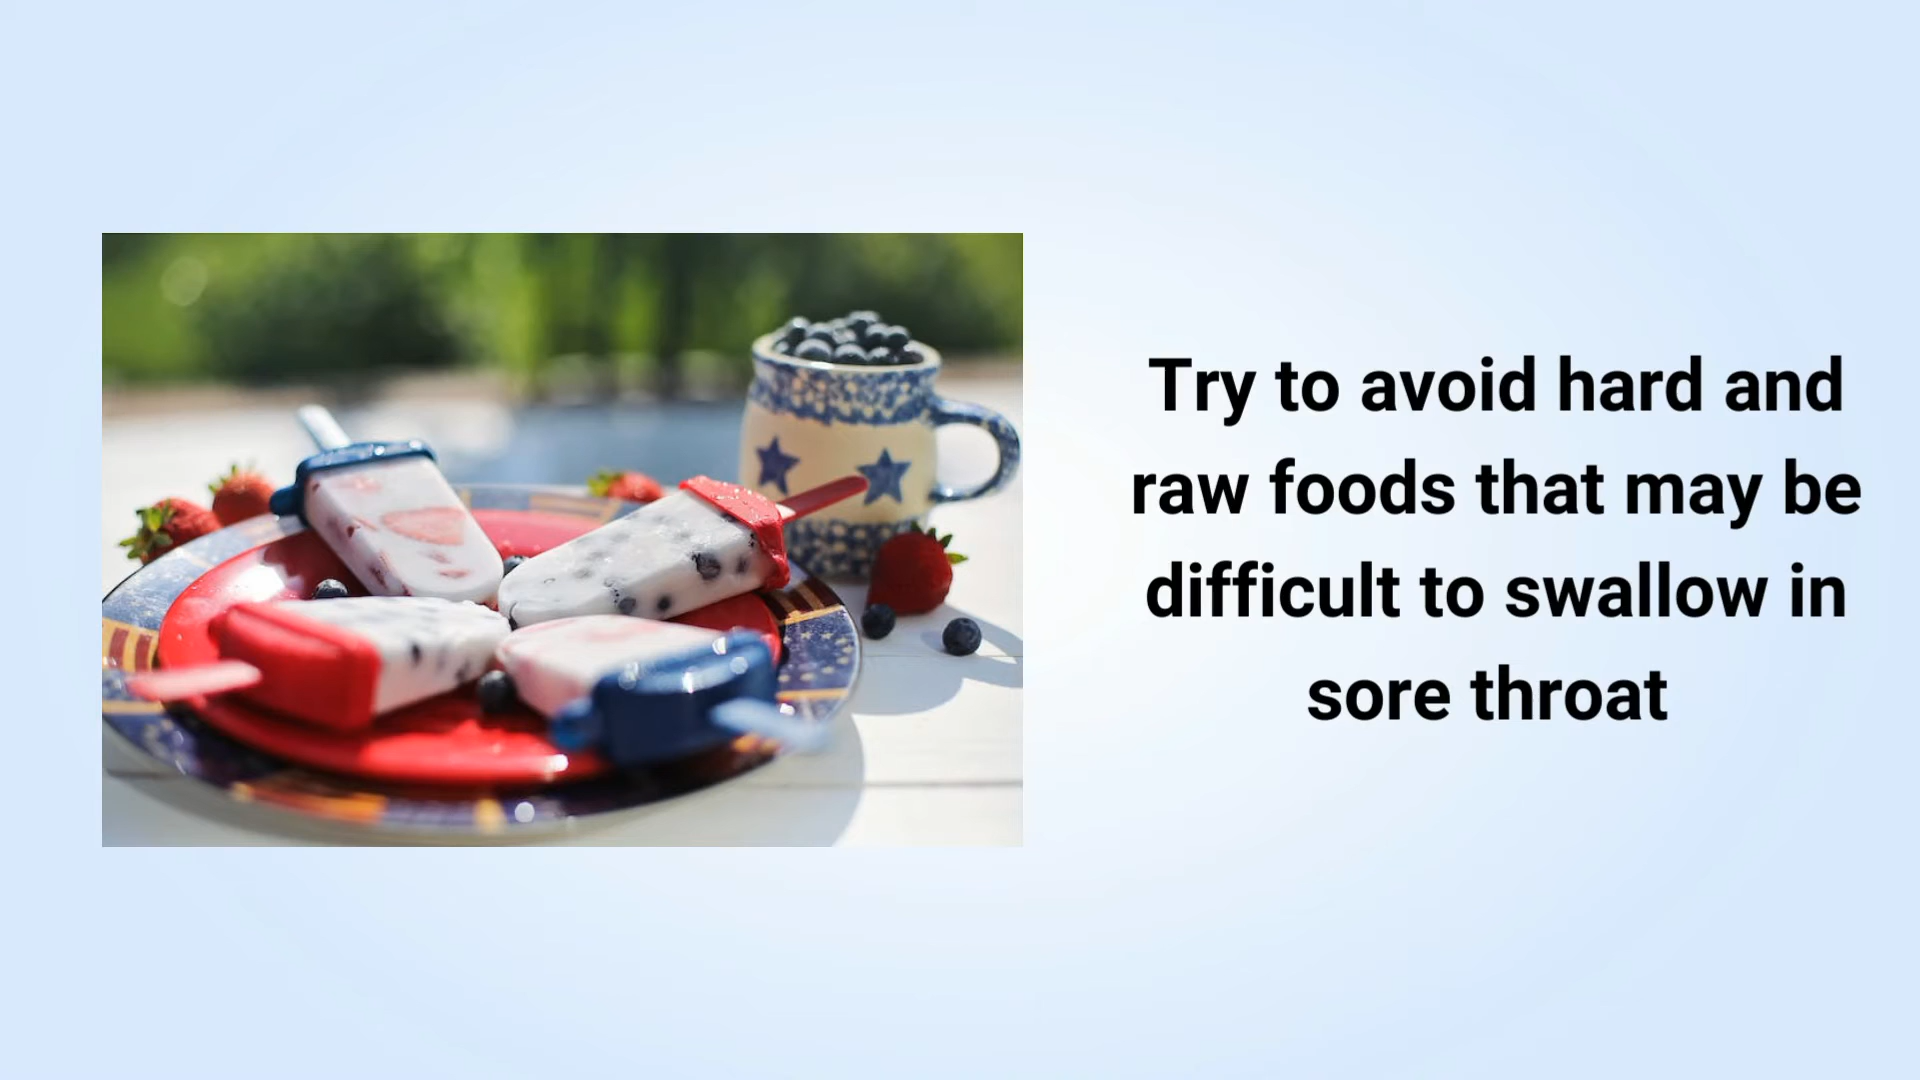 Try to avoid hard and
raw foods that may be
difficult to swallow in
sore throat